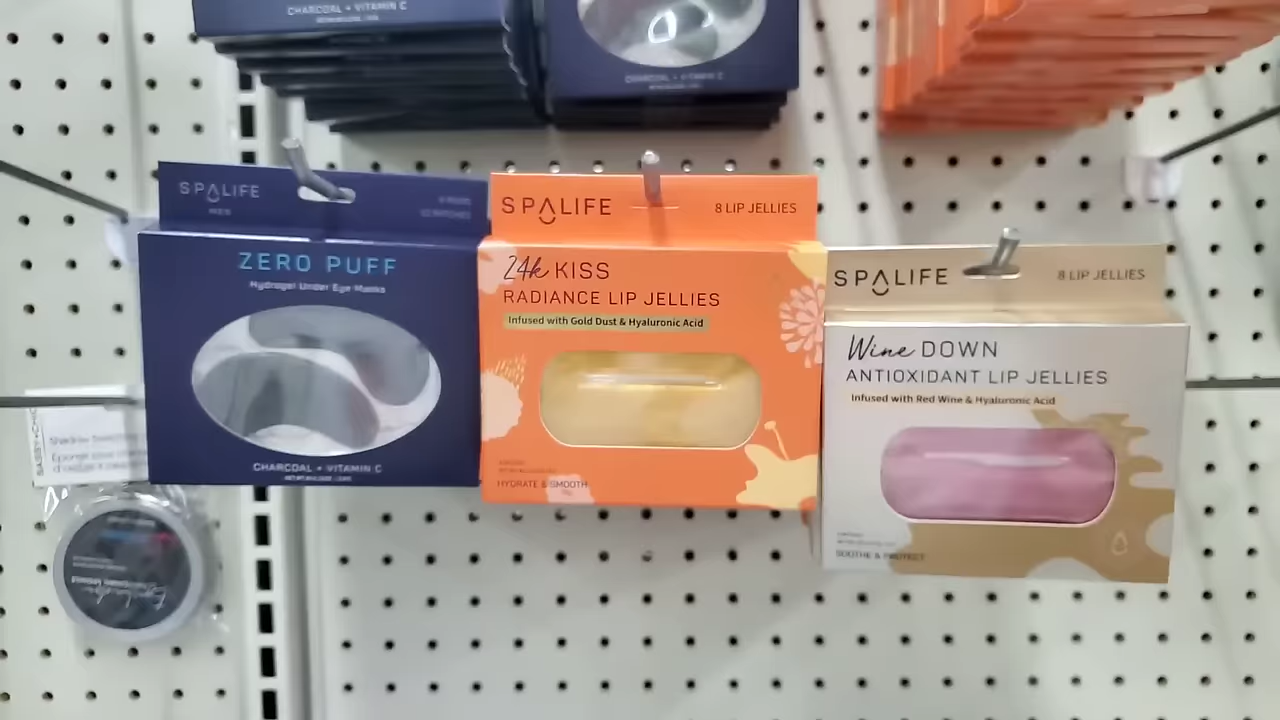 CHARCOAL + VITAMIN C
CHARCOAL + VITAMIN C
SPALIFE
MEN
ZERO PUFF
Hydrogel Under Eye Masks
CHARCOAL + VITAMIN C
SPALIFE
8 LIP JELLIES
24k KISS
RADIANCE LIP JELLIES
Infused with Gold Dust & Hyaluronic Acid
HYDRATE & SMOOTH
SPALIFE
8 LIP JELLIES
Wine DOWN
ANTIOXIDANT LIP JELLIES
Infused with Red Wine & Hyaluronic Acid
SOOTHE & PROTECT